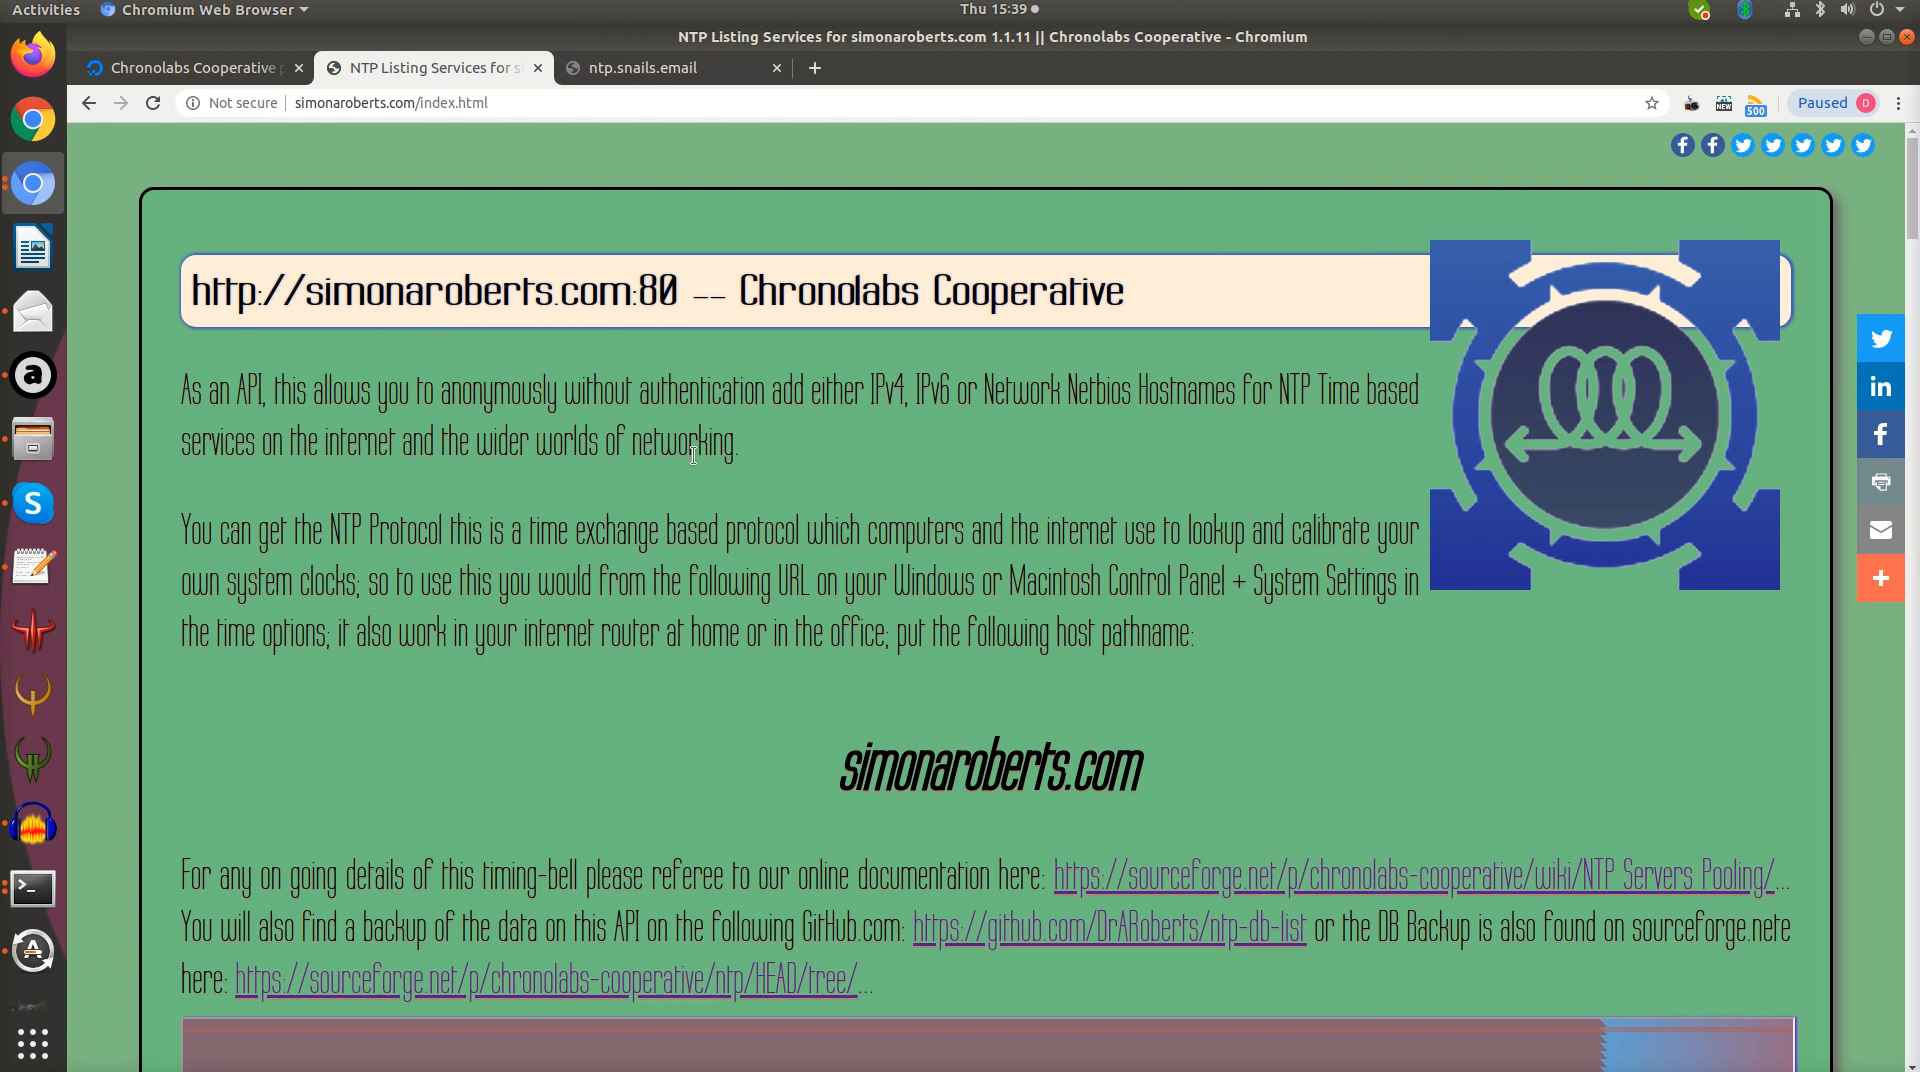 Activities Chromium Web Browser Thu 15:39
NTP Listing Services for simonaroberts.com 1.1.11 || Chronolabs Cooperative - Chromium
Chronolabs Cooperative NTP Listing Services for s ntp.snails.email
Not secure simonaroberts.com/index.html NEW 500 Paused D
http://simonaroberts.com:80 -- Chronolabs Cooperative
As an API, this allows you to anonymously without authentication add either IPv4, IPv6 or Network Netbios Hostnames for NTP Time based
services on the internet and the wider worlds of networking.
You can get the NTP Protocol this is a time exchange based protocol which computers and the internet use to lookup and calibrate your
own system clocks; so to use this you would from the following URL on your Windows or Macintosh Control Panel + System Settings in
the time options; it also work in your internet router at home or in the office; put the following host pathname:
simonaroberts.com
For any on going details of this timing-bell please referee to our online documentation here: https://sourceforge.net/p/chronolabs-cooperative/wiki/NTP Servers Pooling/...
You will also find a backup of the data on this API on the following GitHub.com: https://github.com/DrARoberts/ntp-db-list or the DB Backup is also found on sourceforge.nete
here: https://sourceforge.net/p/chronolabs-cooperative/ntp/HEAD/tree/...